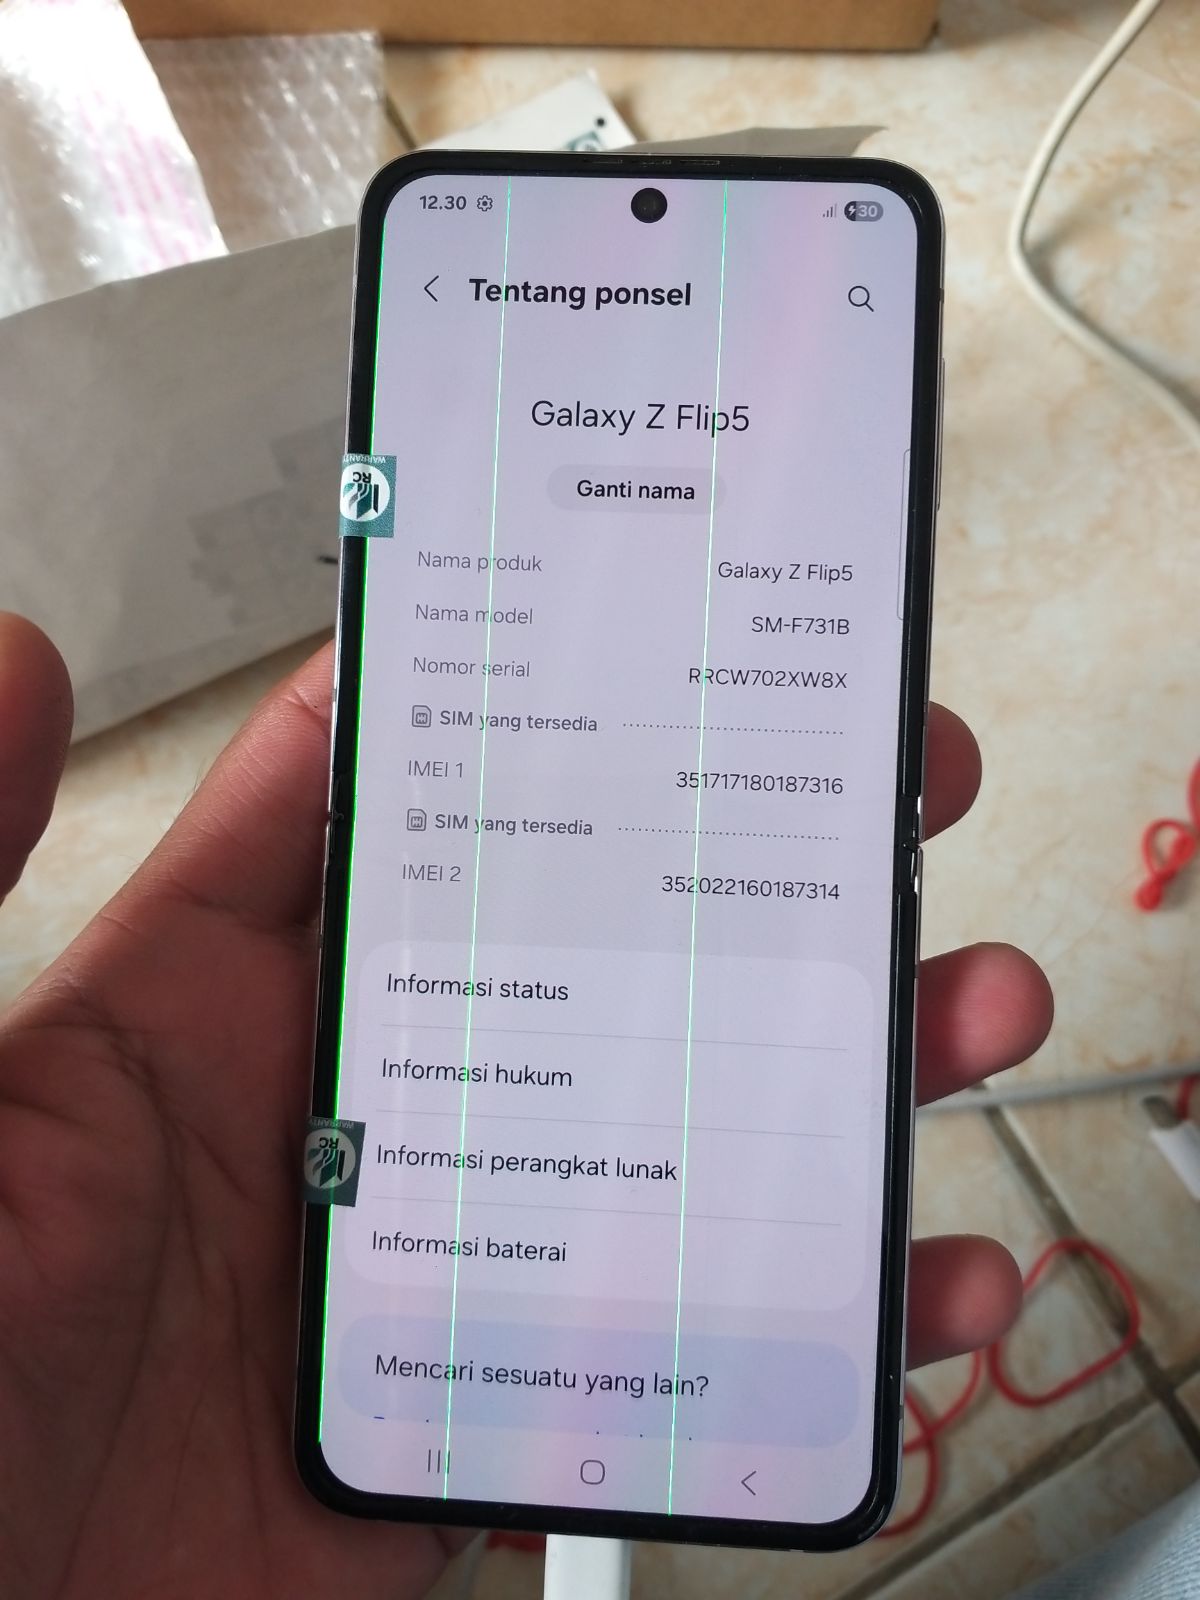 12.30
30
Tentang ponsel
Galaxy Z Flip5
Ganti nama
Nama produk Galaxy Z Flip5
Nama model SM-F731B
Nomor serial RRCW702XW8X
SIM yang tersedia
IMEI 1 351717180187316
SIM yang tersedia
IMEI 2 352022160187314
Informasi status
Informasi hukum
Informasi perangkat lunak
Informasi baterai
Mencari sesuatu yang lain?
WARRANTY
RC
WARRANTY
RC